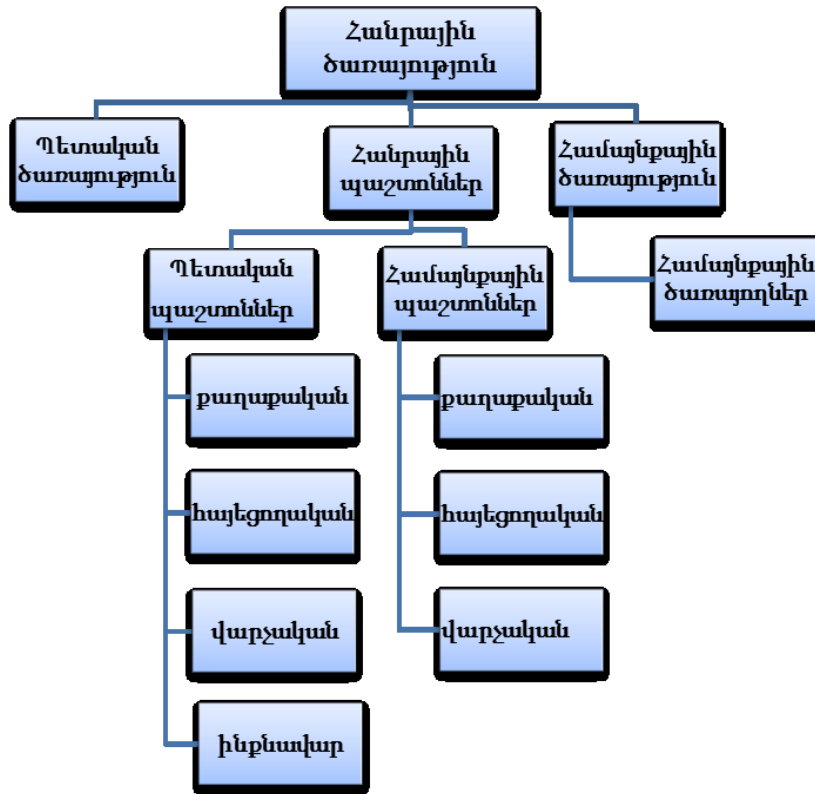 Հանրային
ծառայություն
Պետական
ծառայություն
Հանրային
պաշտոններ
Համայնքային
ծառայություն
Պետական
պաշտոններ
Համայնքային
պաշտոններ
Համայնքային
ծառայողներ
քաղաքական
քաղաքական
հայեցողական
հայեցողական
վարչական
վարչական
ինքնավար